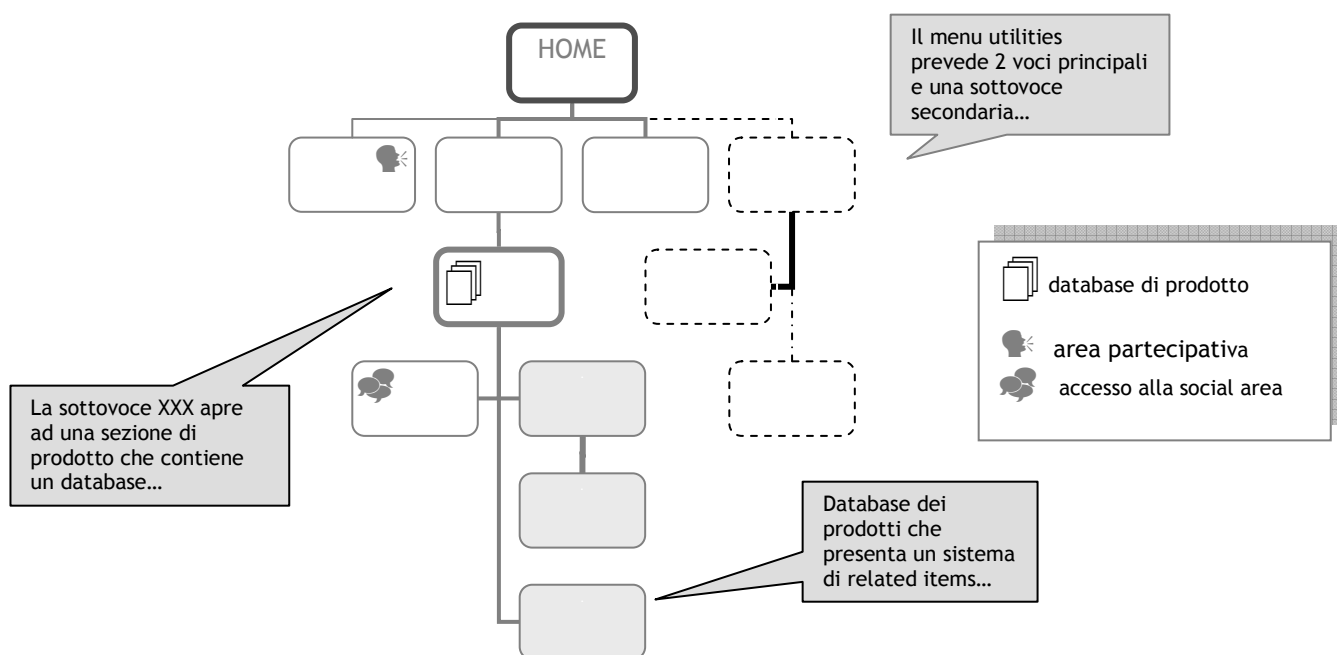 HOME
Il menu utilities
prevede 2 voci principali
e una sottovoce
secondaria…
database di prodotto
area partecipativa
accesso alla social area
La sottovoce XXX apre
ad una sezione di
prodotto che contiene
un database…
Database dei
prodotti che
presenta un sistema
di related items…